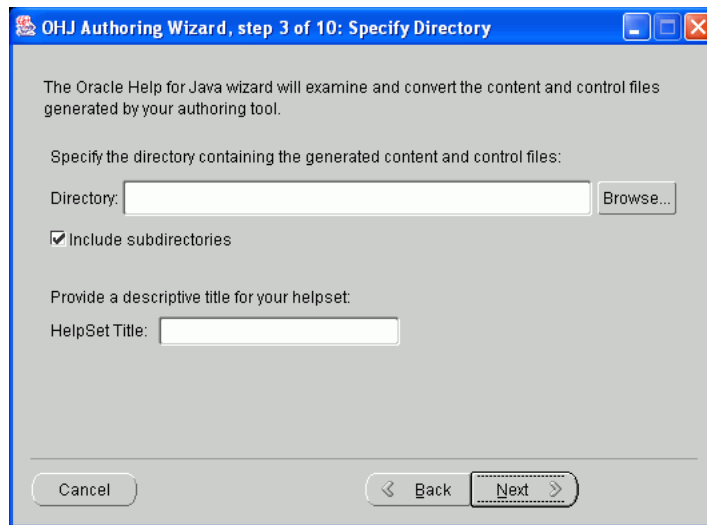 OHJ Authoring Wizard, step 3 of 10: Specify Directory
The Oracle Help for Java wizard will examine and convert the content and control files
generated by your authoring tool.
Specify the directory containing the generated content and control files:
Directory:
Browse...
Include subdirectories
Provide a descriptive title for your helpset:
HelpSet Title:
Cancel
Back
Next